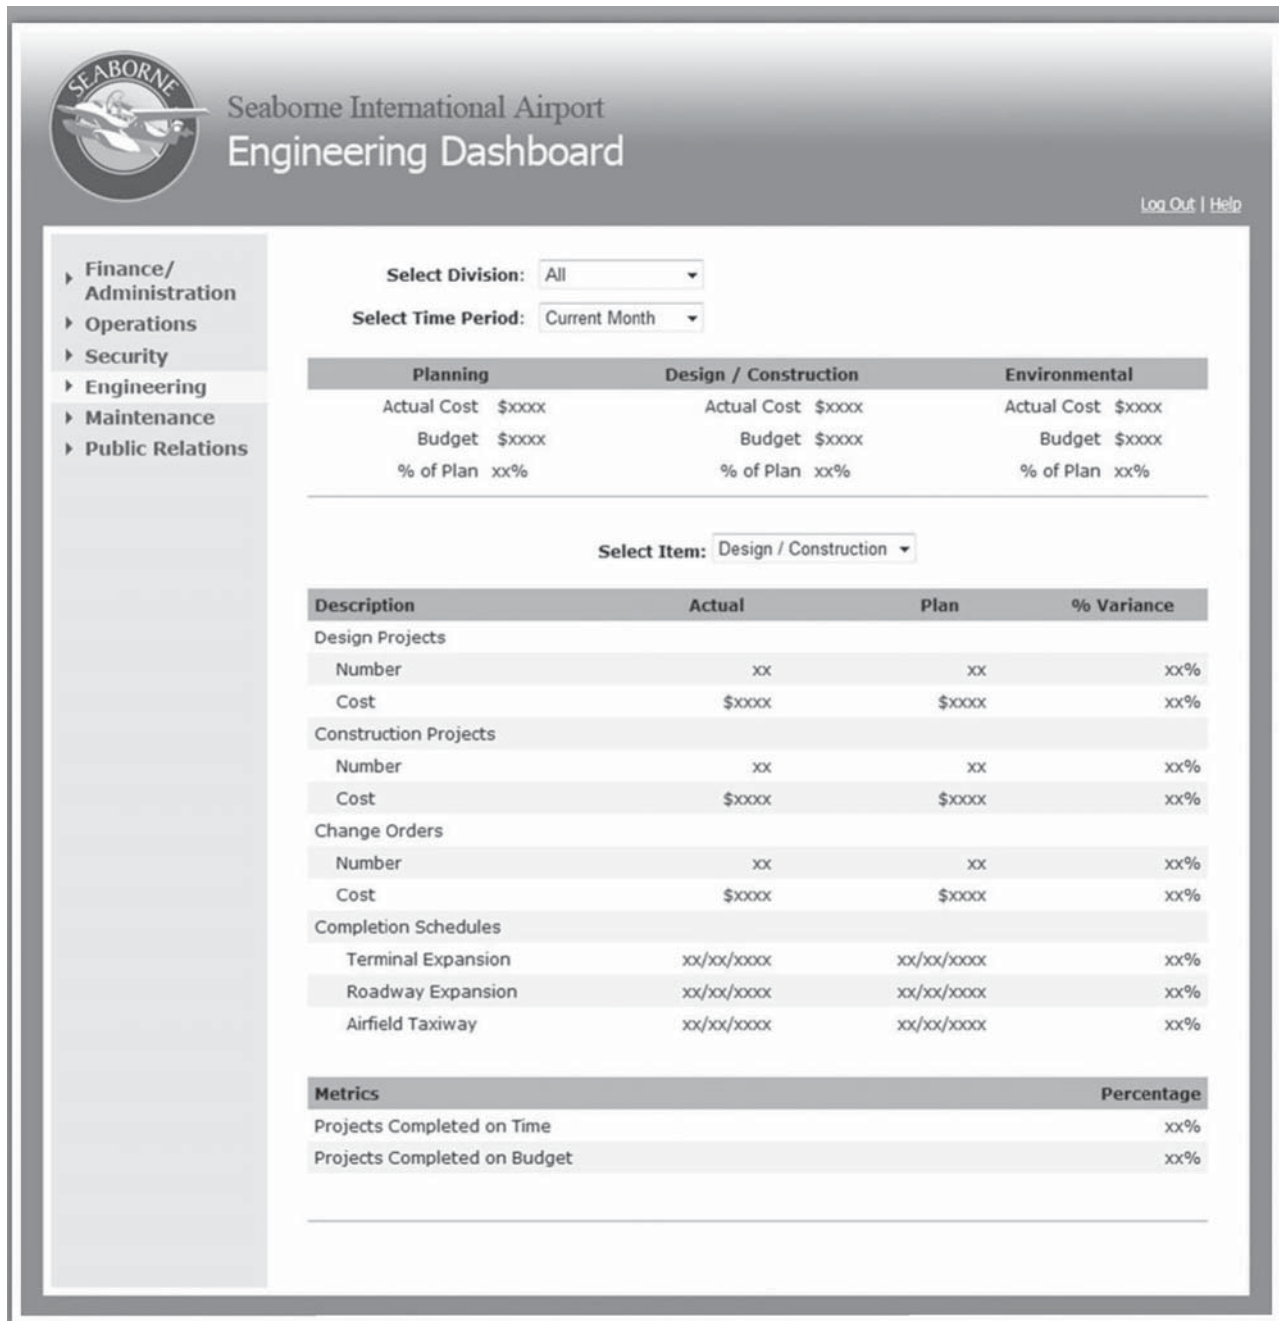 SEABORNE
Seaborne International Airport
Engineering Dashboard
Log Out | Help
Finance/
Administration
Operations
Security
Engineering
Maintenance
Public Relations
Select Division: All
Select Time Period: Current Month
Planning Design / Construction Environmental
Actual Cost $xxxx Actual Cost $xxxx Actual Cost $xxxx
Budget $xxxx Budget $xxxx Budget $xxxx
% of Plan xx% % of Plan xx% % of Plan xx%
Select Item: Design / Construction
Description Actual Plan % Variance
Design Projects
Number xx xx xx%
Cost $xxxx $xxxx xx%
Construction Projects
Number xx xx xx%
Cost $xxxx $xxxx xx%
Change Orders
Number xx xx xx%
Cost $xxxx $xxxx xx%
Completion Schedules
Terminal Expansion xx/xx/xxxx xx/xx/xxxx xx%
Roadway Expansion xx/xx/xxxx xx/xx/xxxx xx%
Airfield Taxiway xx/xx/xxxx xx/xx/xxxx xx%
Metrics Percentage
Projects Completed on Time xx%
Projects Completed on Budget xx%